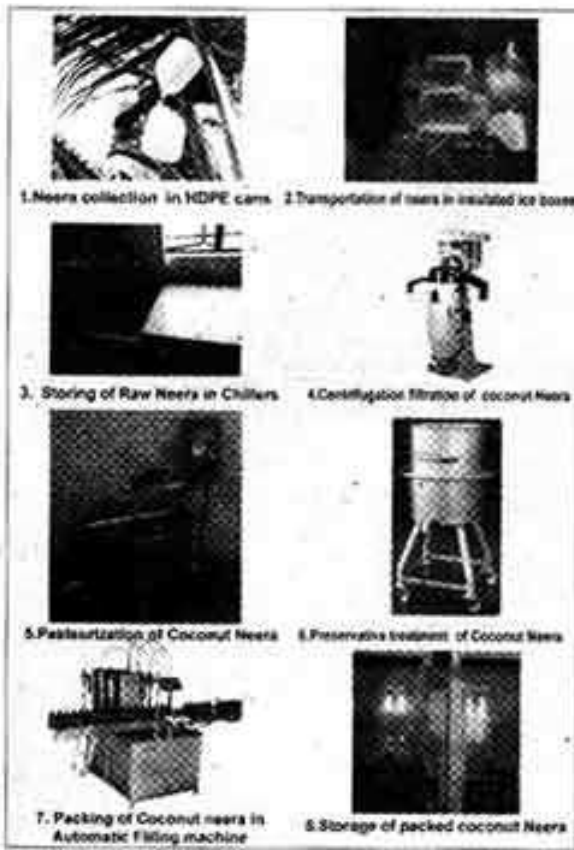 1.Neera collection in HDPE cans
2.Transportation of neera in insulated ice boxes
3. Storing of Raw Neera in Chillers
4.Centrifugation filtration of coconut Neera
5.Pasteurization of Coconut Neera
6.Preservative treatment of Coconut Neera
7. Packing of Coconut neera in
Automatic Filling machine
8.Storage of packed coconut Neera